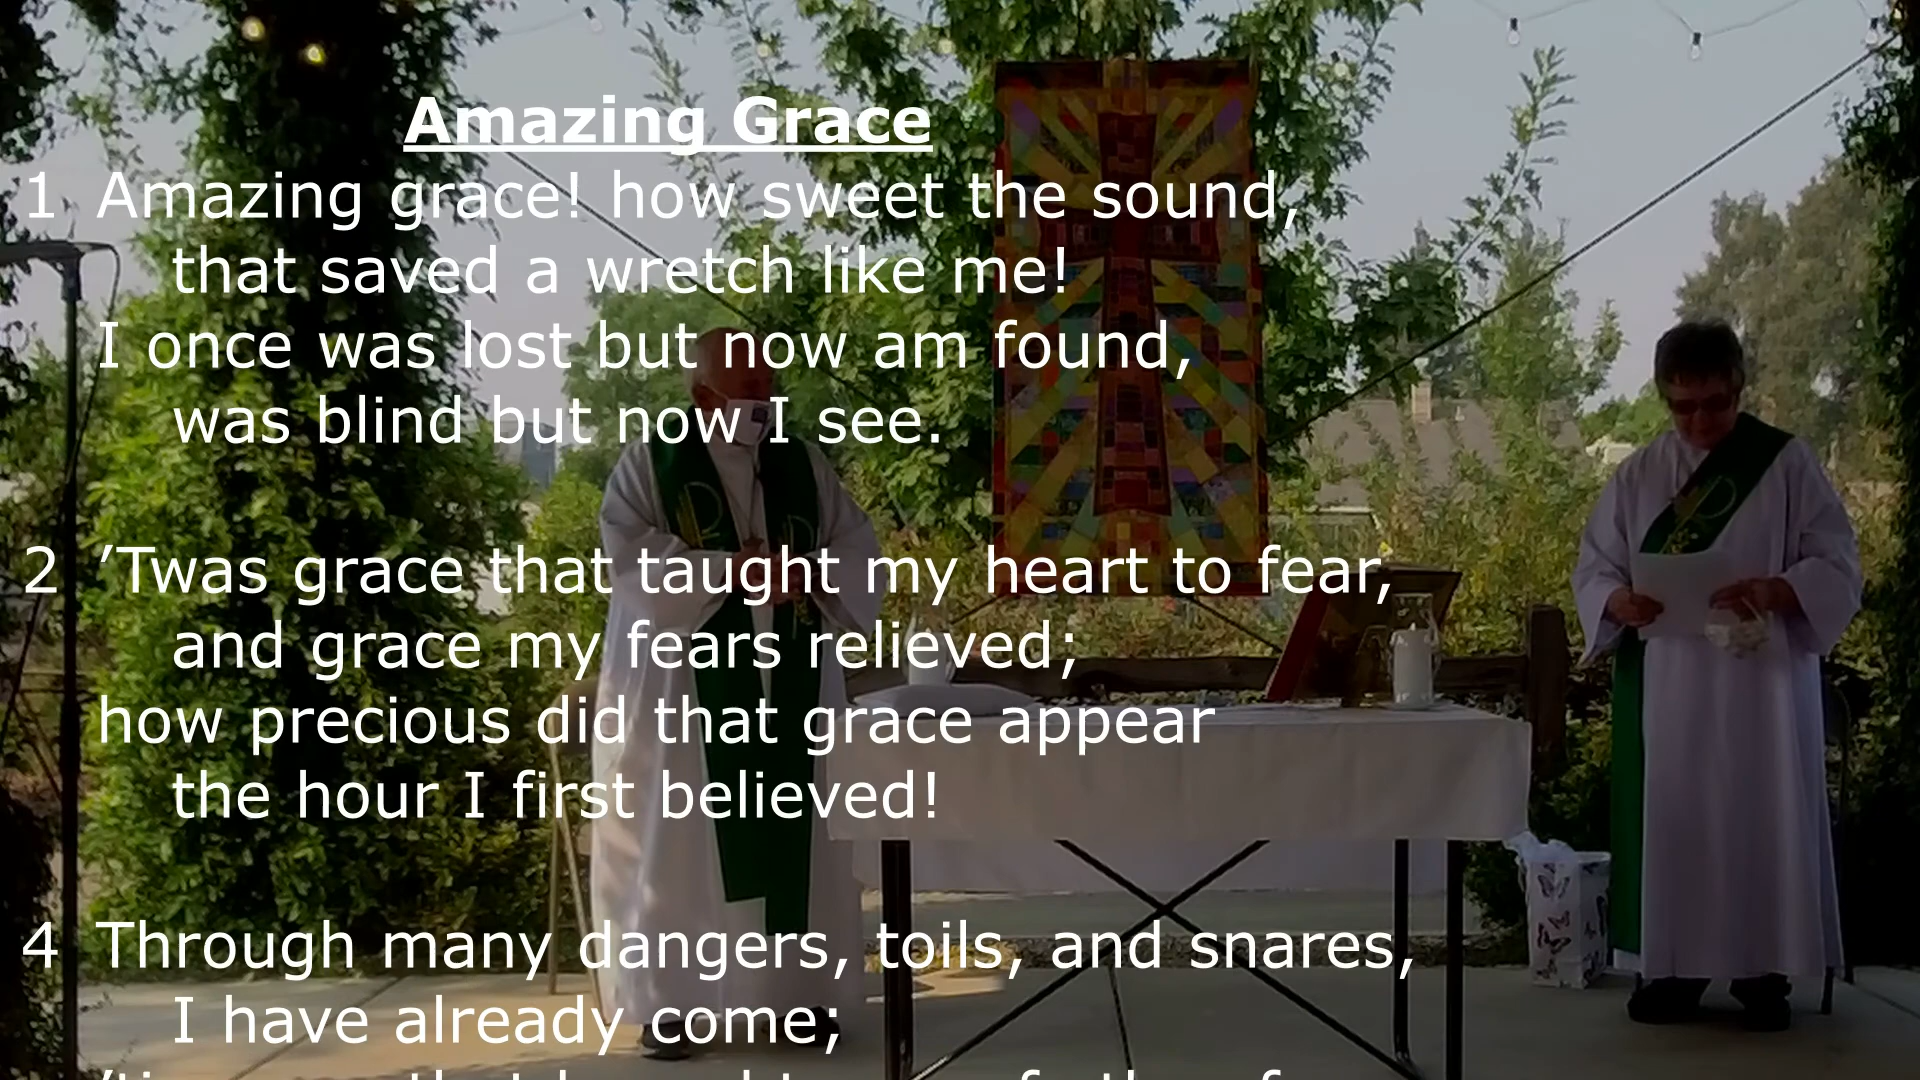 Amazing Grace
1 Amazing grace! how sweet the sound,
that saved a wretch like me!
I once was lost but now am found,
was blind but now I see.
2 ’Twas grace that taught my heart to fear,
and grace my fears relieved;
how precious did that grace appear
the hour I first believed!
4 Through many dangers, toils, and snares,
I have already come;